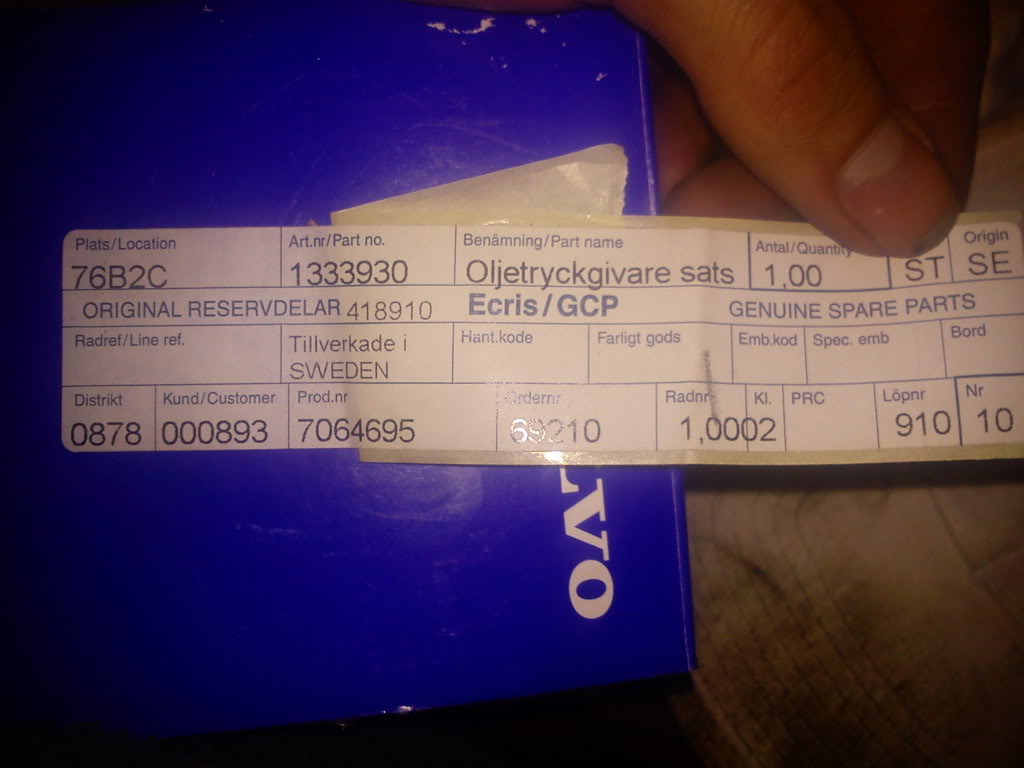 Plats/Location Art.nr/Part no. Benämning/Part name Antal/Quantity Origin
76B2C 1333930 Oljetryckgivare sats 1,00 ST SE
ORIGINAL RESERVDELAR 418910 Ecris/GCP GENUINE SPARE PARTS
Radref/Line ref. Tillverkade i Hant.kode Farligt gods Emb.kod Spec. emb Bord
SWEDEN
Distrikt Kund/Customer Prod.nr Ordernr Radnr Kl. PRC Löpnr Nr
0878 000893 7064695 69210 1,0002 910 10
LVO